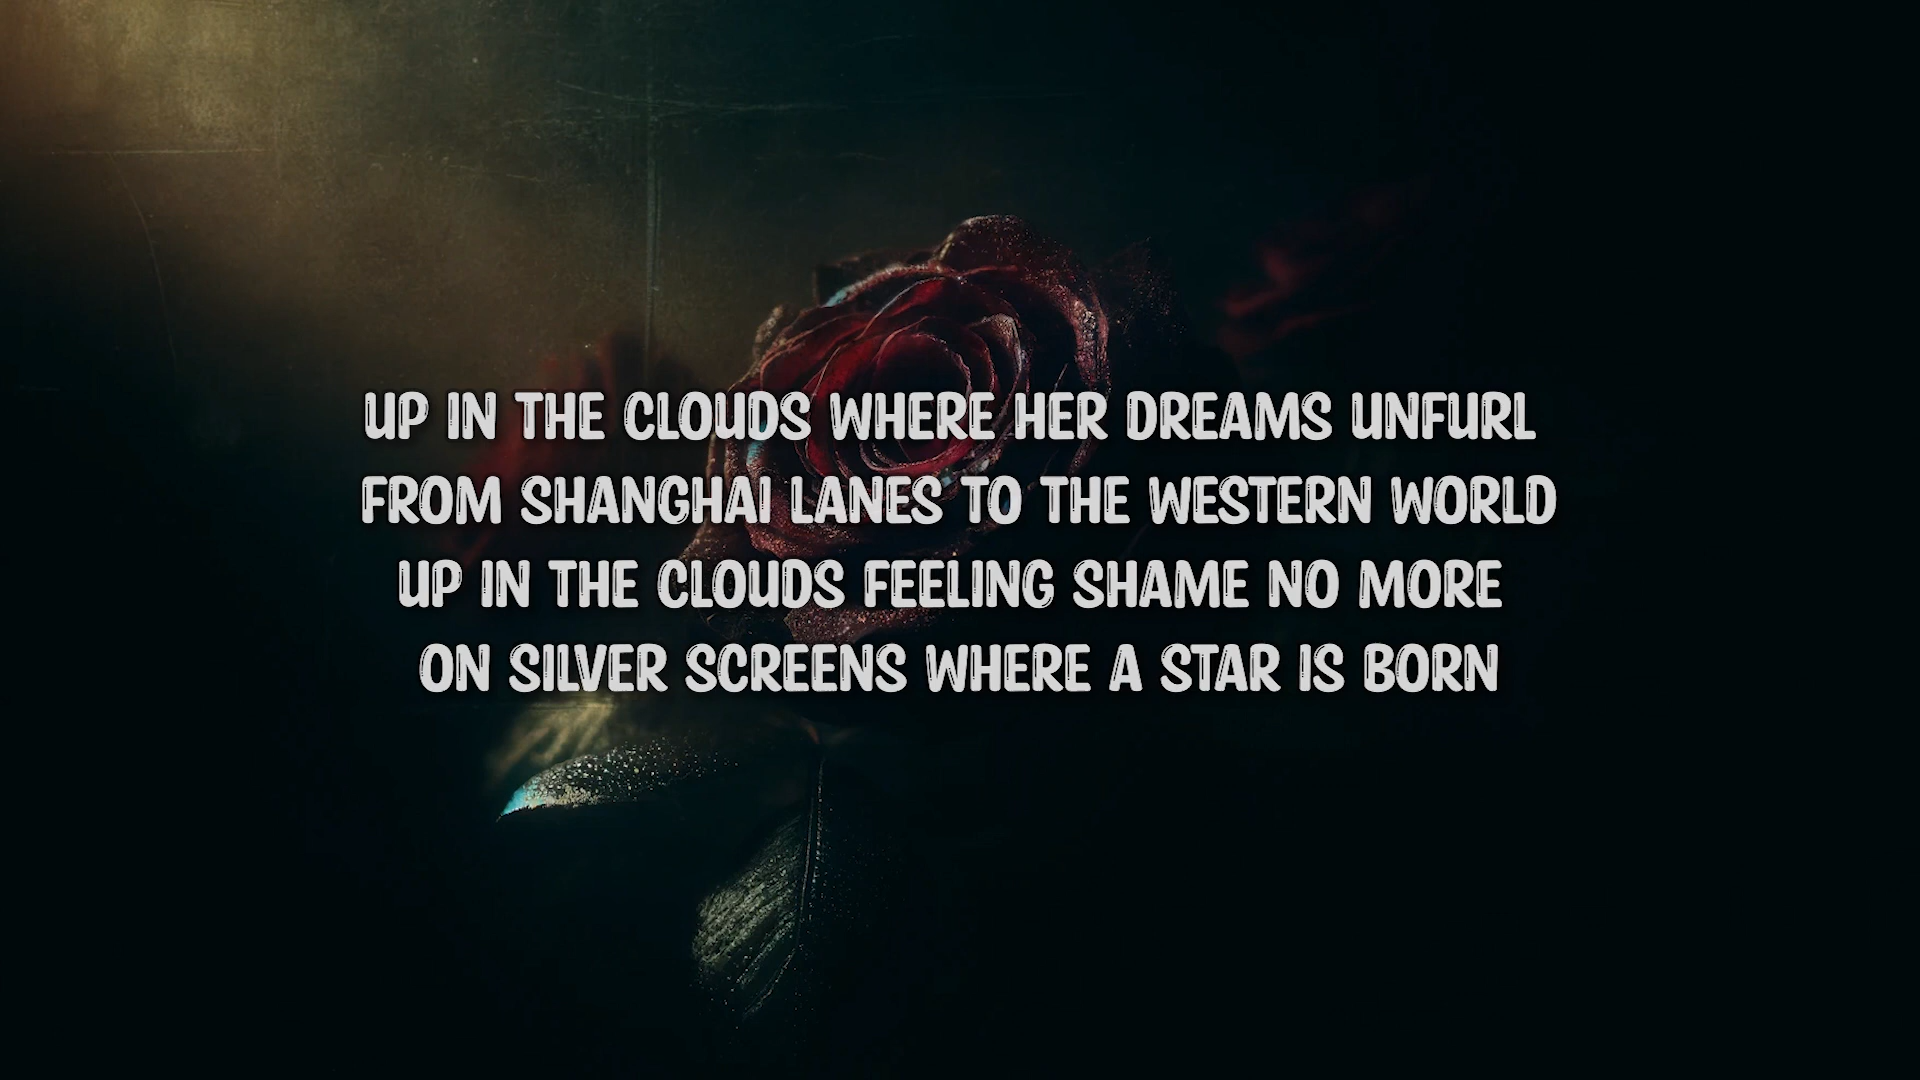 UP IN THE CLOUDS WHERE HER DREAMS UNFURL
FROM SHANGHAI LANES TO THE WESTERN WORLD
UP IN THE CLOUDS FEELING SHAME NO MORE
ON SILVER SCREENS WHERE A STAR IS BORN